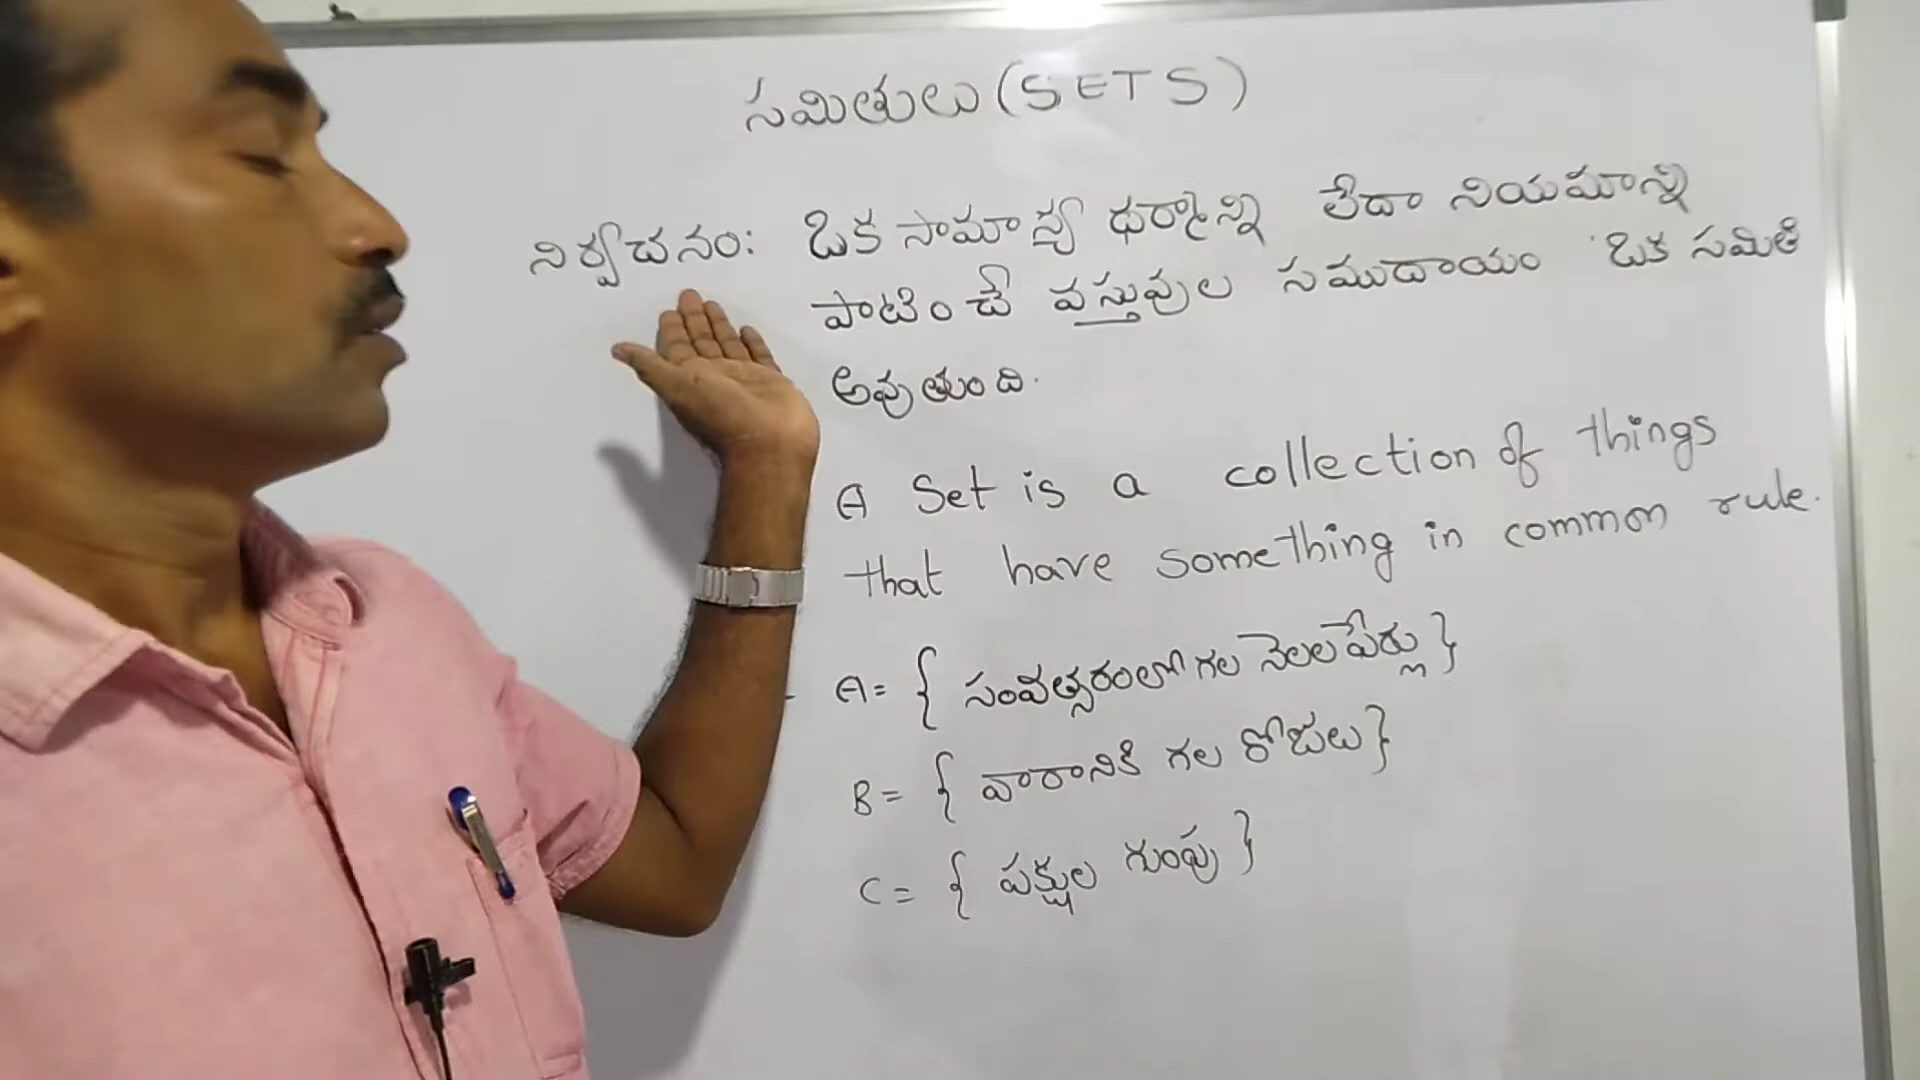 సమితులు (SETS)
నిర్వచనం: ఒక సామాన్య ధర్మాన్ని లేదా నియమాన్ని
పాటించే వస్తువుల సముదాయం ఒక సమితి
అవుతుంది.
A Set is a collection of things
that have something in common rule.
A = { సంవత్సరంలో గల నెలల పేర్లు }
B = { వారానికి గల రోజులు }
C = { పక్షుల గుంపు }